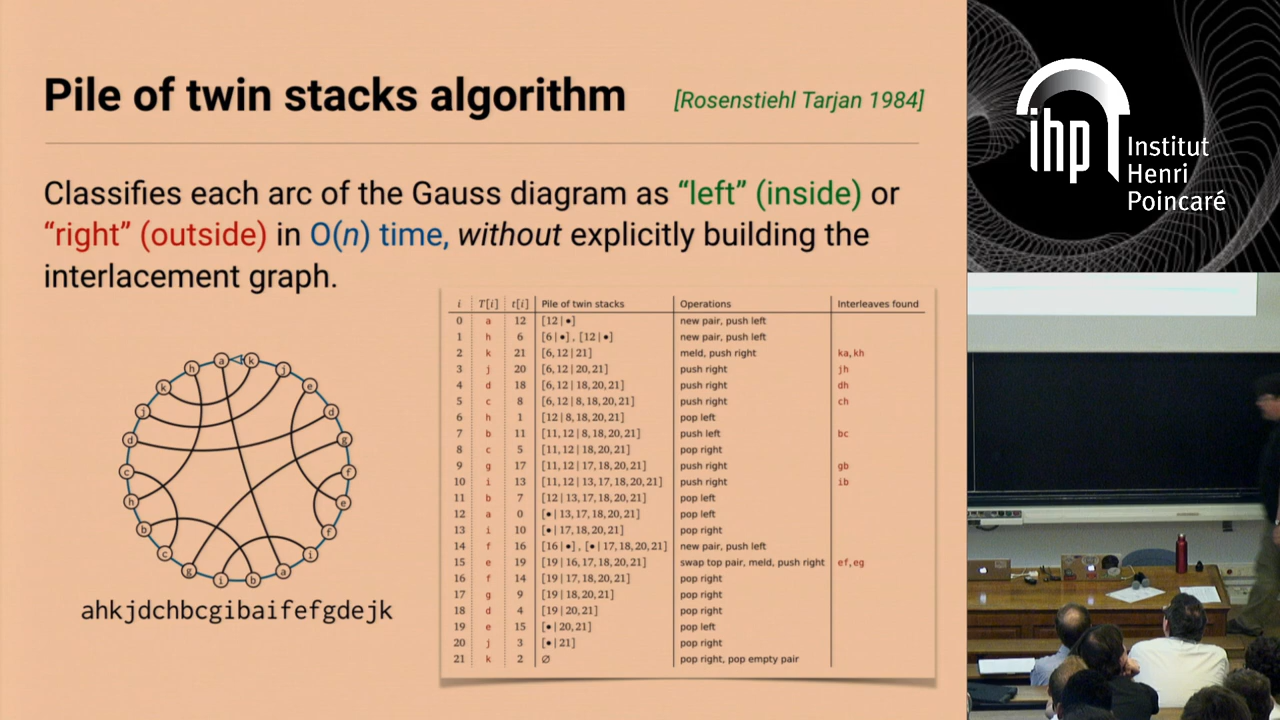 Pile of twin stacks algorithm [Rosenstiehl Tarjan 1984]
Classifies each arc of the Gauss diagram as “left” (inside) or
“right” (outside) in O(n) time, without explicitly building the
interlacement graph.
i T[i] t[i] Pile of twin stacks Operations Interleaves found
0 a 12 [12 | •] new pair, push left
1 h 6 [6 | •] , [12 | •] new pair, push left
2 k 21 [6, 12 | 21] meld, push right ka, kh
3 j 20 [6, 12 | 20, 21] push right jh
4 d 18 [6, 12 | 18, 20, 21] push right dh
5 c 8 [6, 12 | 8, 18, 20, 21] push right ch
6 h 1 [12 | 8, 18, 20, 21] pop left
7 b 11 [11, 12 | 8, 18, 20, 21] push left bc
8 c 5 [11, 12 | 18, 20, 21] pop right
9 g 17 [11, 12 | 17, 18, 20, 21] push right gb
10 i 13 [11, 12 | 13, 17, 18, 20, 21] push right ib
11 b 7 [12 | 13, 17, 18, 20, 21] pop left
12 a 0 [• | 13, 17, 18, 20, 21] pop left
13 i 10 [• | 17, 18, 20, 21] pop right
14 f 16 [16 | •] , [• | 17, 18, 20, 21] new pair, push left
15 e 19 [19 | 16, 17, 18, 20, 21] swap top pair, meld, push right ef, eg
16 f 14 [19 | 17, 18, 20, 21] pop right
17 g 9 [19 | 18, 20, 21] pop right
18 d 4 [19 | 20, 21] pop right
19 e 15 [• | 20, 21] pop left
20 j 3 [• | 21] pop right
21 k 2 ∅ pop right, pop empty pair
a k j e d g f e f i a b i g c b h c d j k h
ahkjdchbcgibaifefgdejk
ihp Institut
Henri
Poincaré